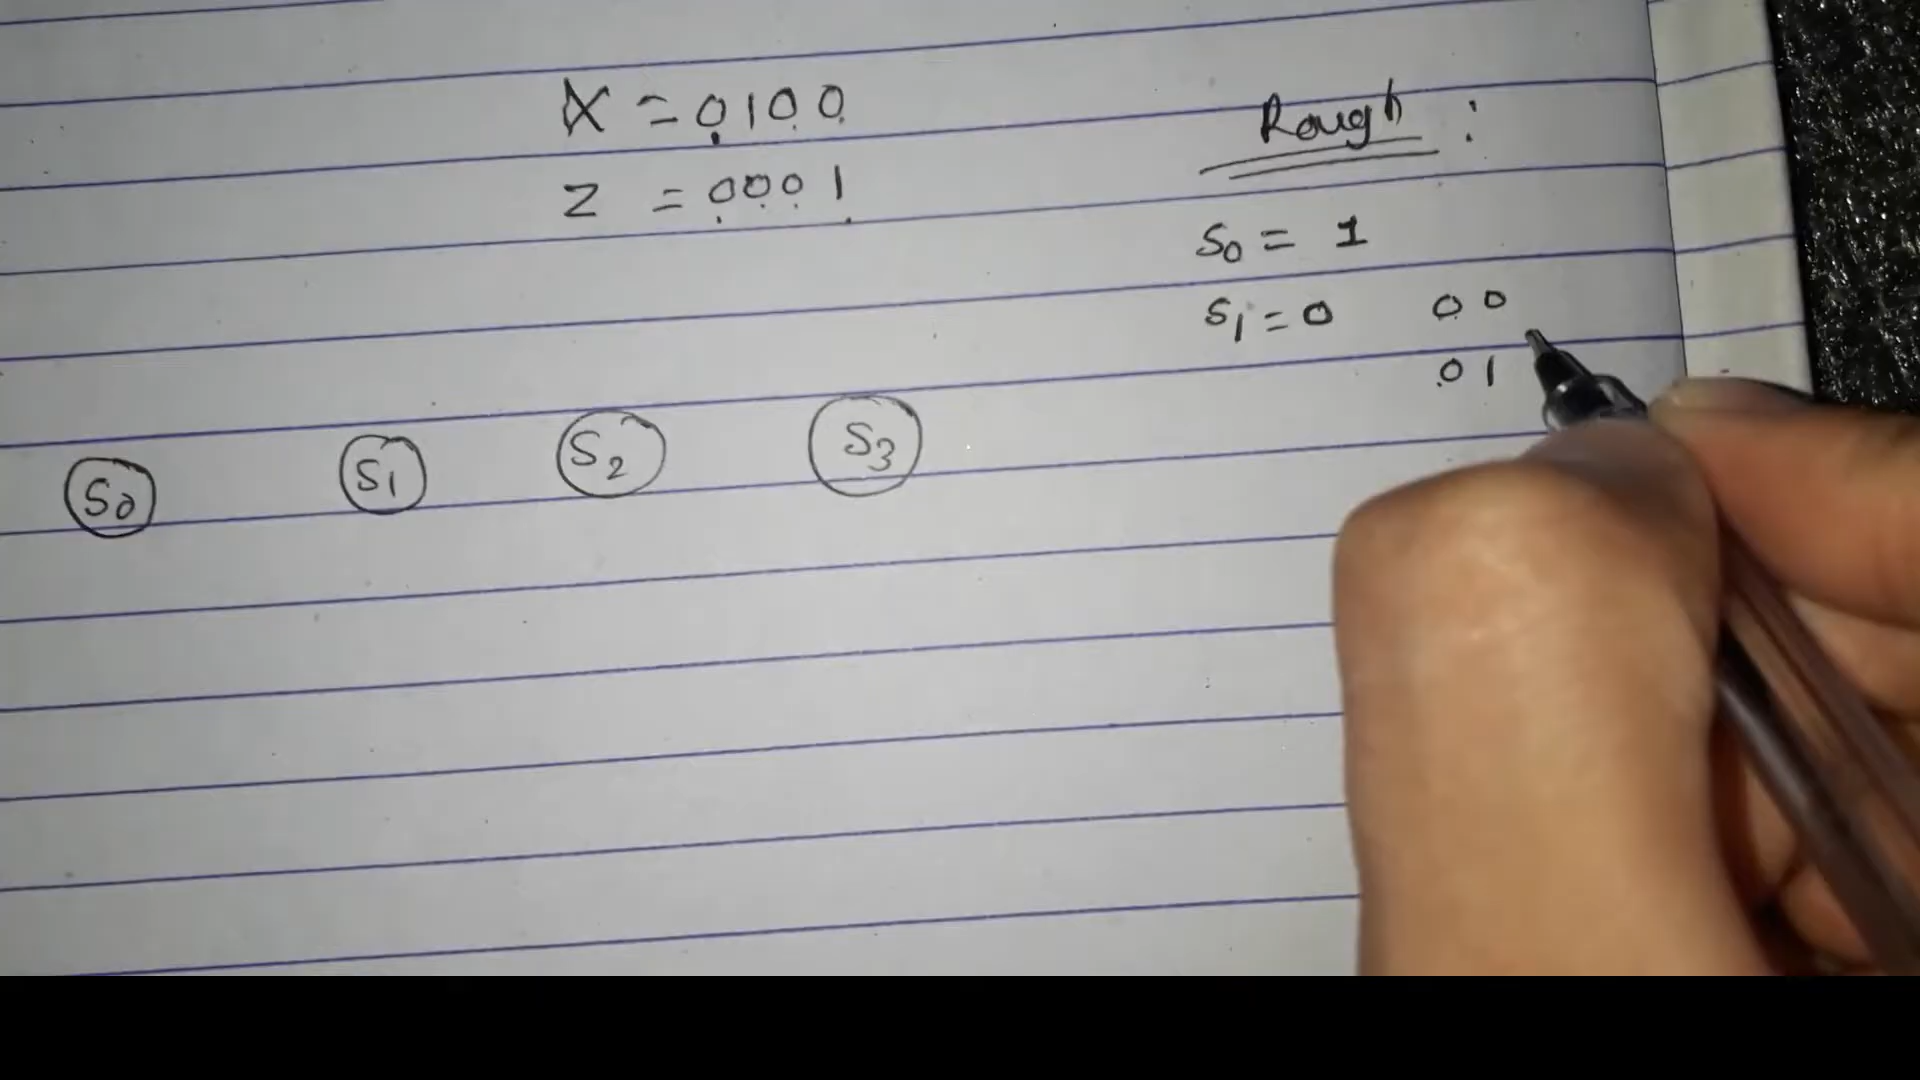 X = 0100
Z = 0001
Rough :
S0 = 1
S1 = 0 00
01
S0 S1 S2 S3